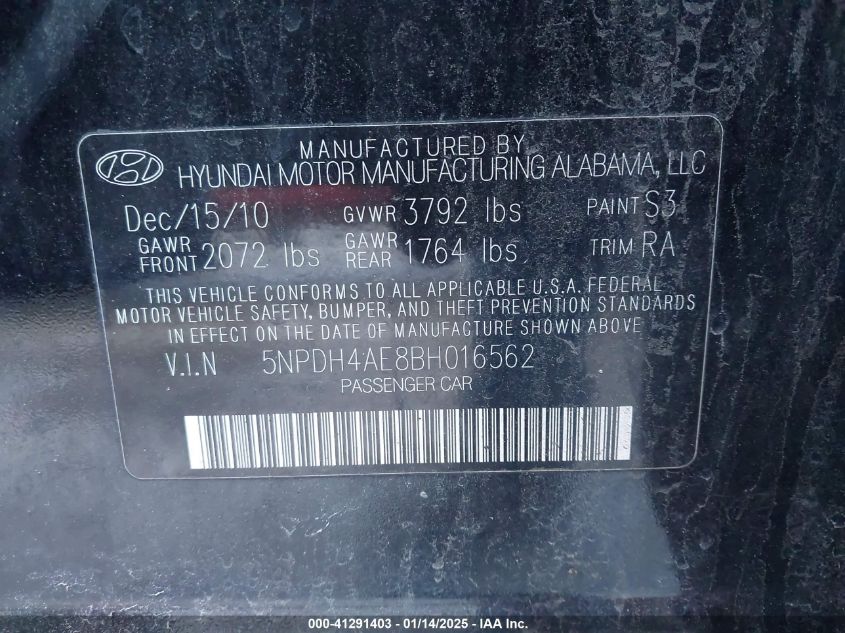 MANUFACTURED BY
HYUNDAI MOTOR MANUFACTURING ALABAMA, LLC
Dec/15/10 GVWR 3792 lbs PAINT S3
GAWR FRONT 2072 lbs GAWR REAR 1764 lbs TRIM RA
THIS VEHICLE CONFORMS TO ALL APPLICABLE U.S.A. FEDERAL
MOTOR VEHICLE SAFETY, BUMPER, AND THEFT PREVENTION STANDARDS
IN EFFECT ON THE DATE OF MANUFACTURE SHOWN ABOVE
V.I.N 5NPDH4AE8BH016562
PASSENGER CAR
000-41291403 - 01/14/2025 - IAA Inc.